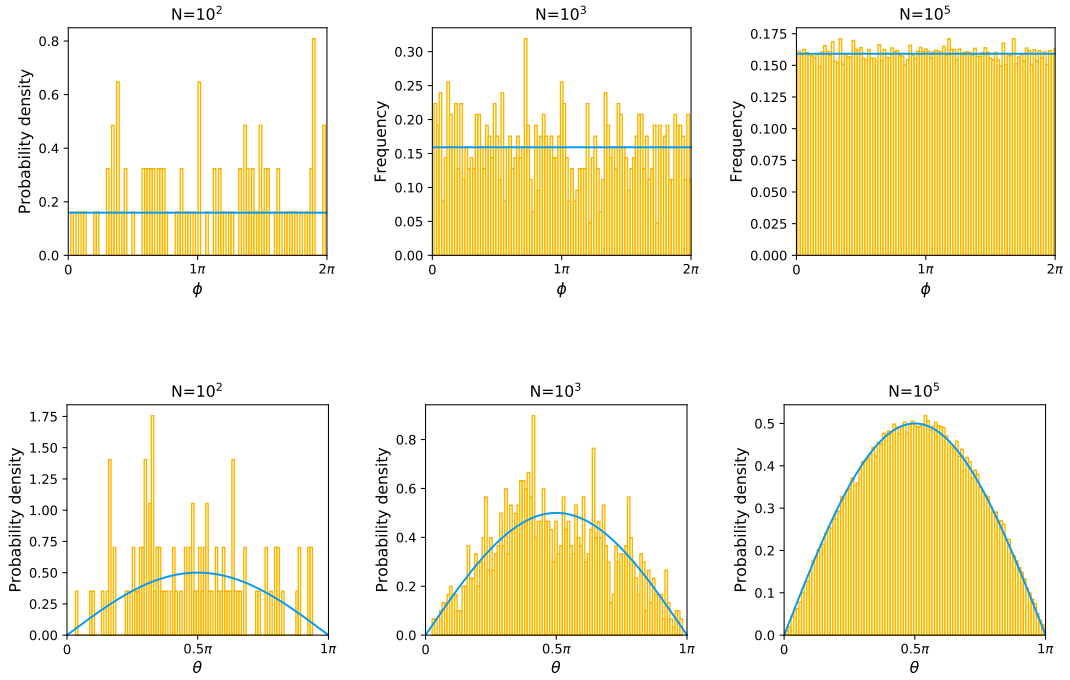 N=10²
Probability density
0.8
0.6
0.4
0.2
0.0
0
1π
2π
ϕ
N=10³
Frequency
0.30
0.25
0.20
0.15
0.10
0.05
0.00
0
1π
2π
ϕ
N=10⁵
Frequency
0.175
0.150
0.125
0.100
0.075
0.050
0.025
0.000
0
1π
2π
ϕ
N=10²
Probability density
1.75
1.50
1.25
1.00
0.75
0.50
0.25
0.00
0
0.5π
1π
θ
N=10³
Probability density
0.8
0.6
0.4
0.2
0.0
0
0.5π
1π
θ
N=10⁵
Probability density
0.5
0.4
0.3
0.2
0.1
0.0
0
0.5π
1π
θ